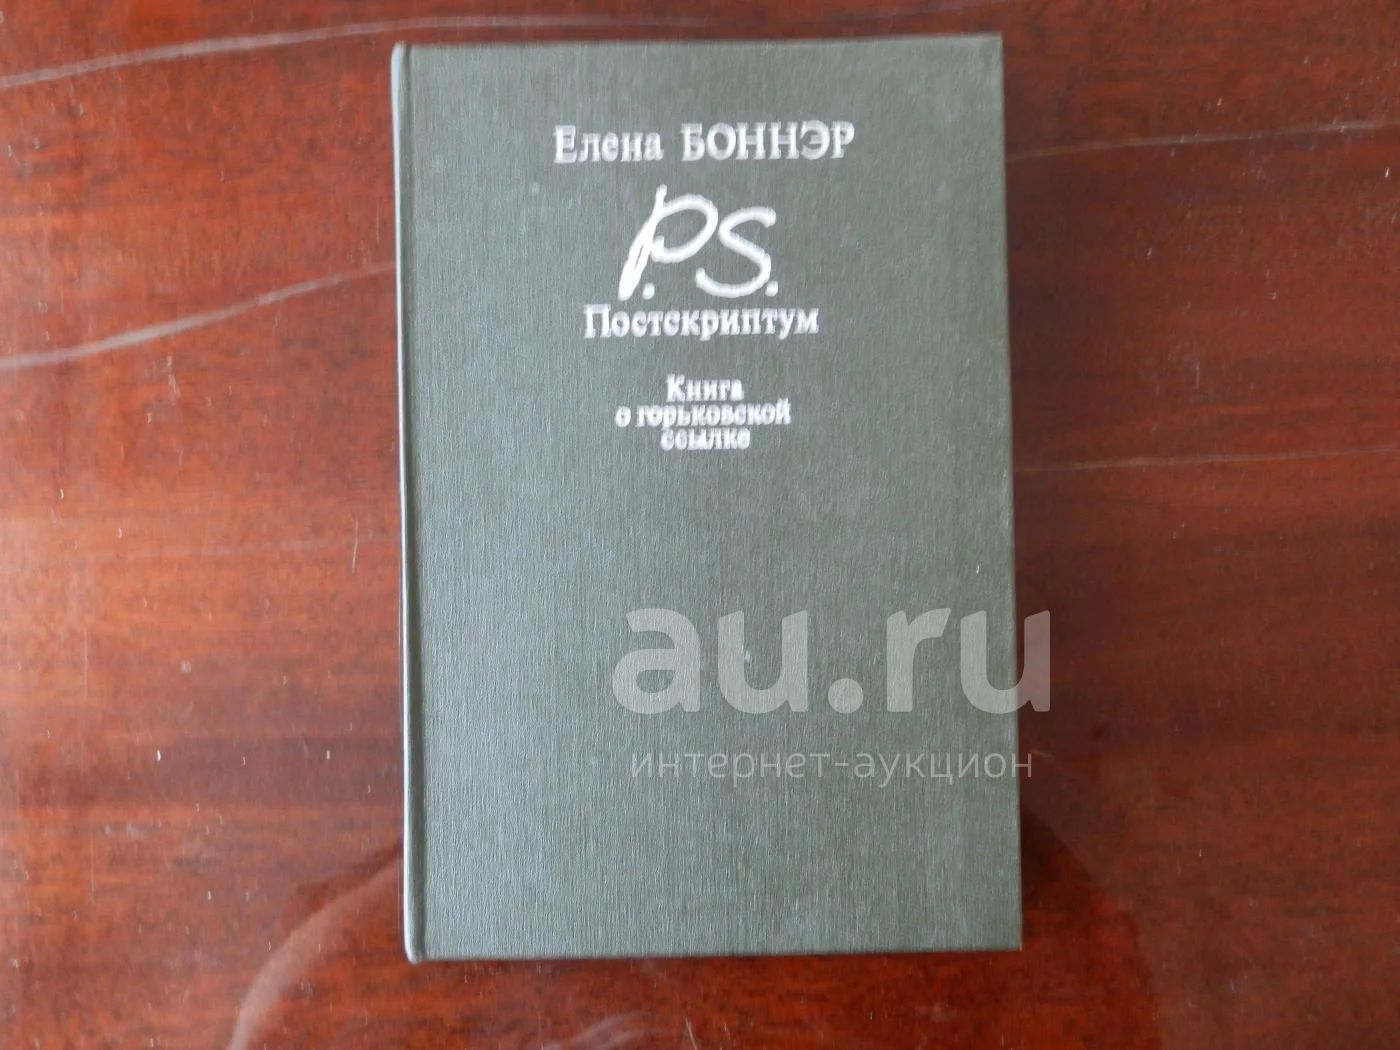 Елена БОННЭР
P.S.
Постскриптум
Книга
о горьковской
ссылке
au.ru
интернет-аукцион